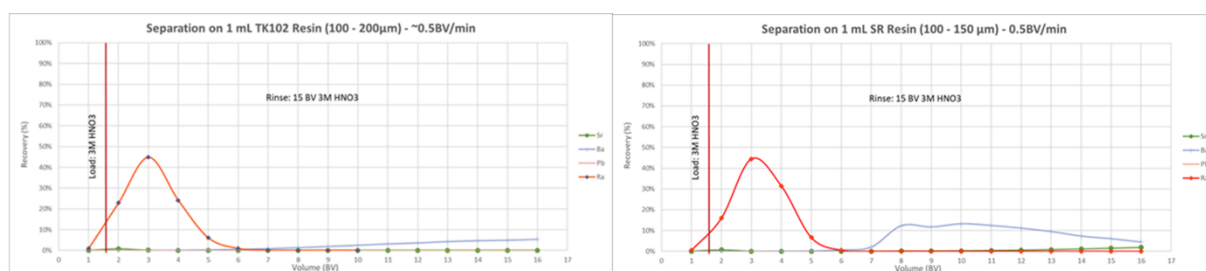 Separation on 1 mL TK102 Resin (100 - 200µm) - ~0.5BV/min
100%
90%
80%
70%
60%
50%
40%
30%
20%
10%
0%
Recovery (%)
Load: 3M HNO3
Rinse: 15 BV 3M HNO3
Sr
Ba
Pb
Ra
0 1 2 3 4 5 6 7 8 9 10 11 12 13 14 15 16 17
Volume (BV)
Separation on 1 mL SR Resin (100 - 150 µm) - 0.5BV/min
100%
90%
80%
70%
60%
50%
40%
30%
20%
10%
0%
Recovery (%)
Load: 3M HNO3
Rinse: 15 BV 3M HNO3
0 1 2 3 4 5 6 7 8 9 10 11 12 13 14 15 16 17
Volume (BV)